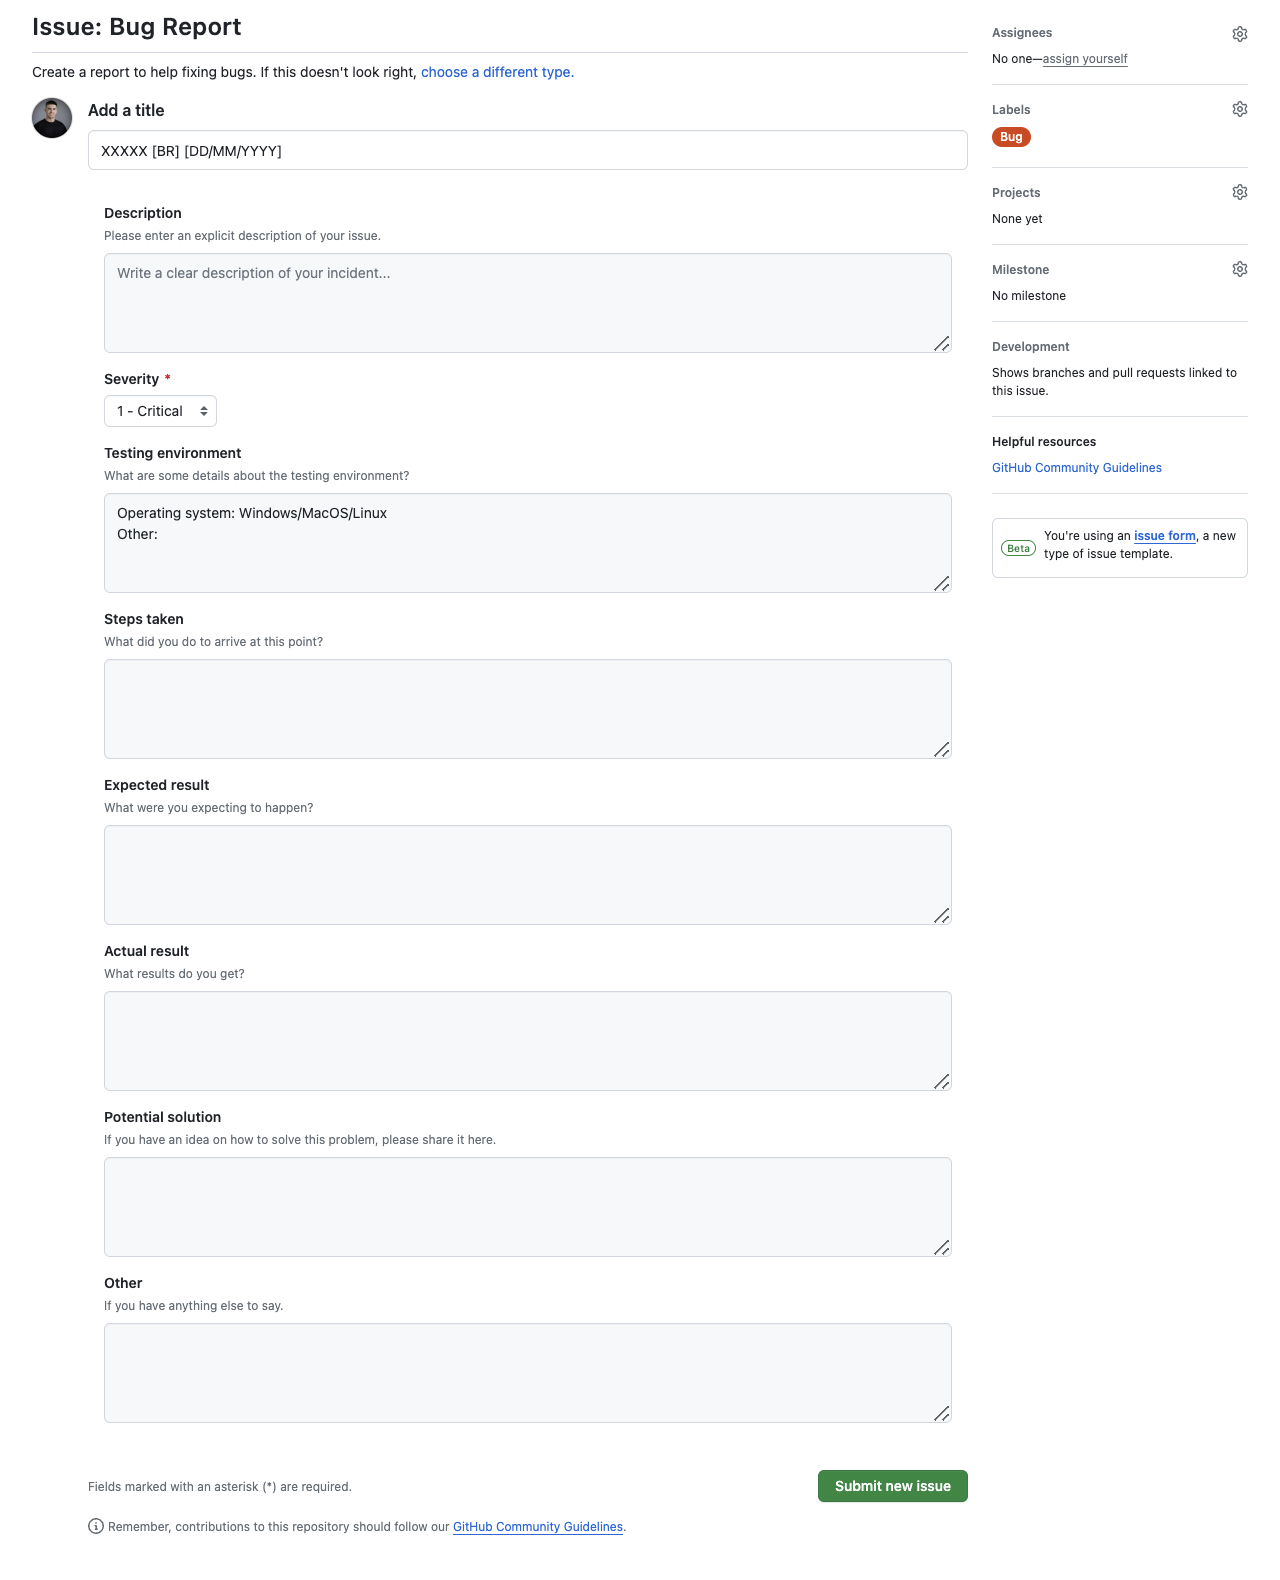 Issue: Bug Report
Create a report to help fixing bugs. If this doesn't look right, choose a different type.
Add a title
XXXXX [BR] [DD/MM/YYYY]
Description
Please enter an explicit description of your issue.
Write a clear description of your incident...
Severity *
1 - Critical
Testing environment
What are some details about the testing environment?
Operating system: Windows/MacOS/Linux
Other:
Steps taken
What did you do to arrive at this point?
Expected result
What were you expecting to happen?
Actual result
What results do you get?
Potential solution
If you have an idea on how to solve this problem, please share it here.
Other
If you have anything else to say.
Fields marked with an asterisk (*) are required.
Submit new issue
Remember, contributions to this repository should follow our GitHub Community Guidelines.
Assignees
No one—assign yourself
Labels
Bug
Projects
None yet
Milestone
No milestone
Development
Shows branches and pull requests linked to
this issue.
Helpful resources
GitHub Community Guidelines
Beta
You're using an issue form, a new
type of issue template.